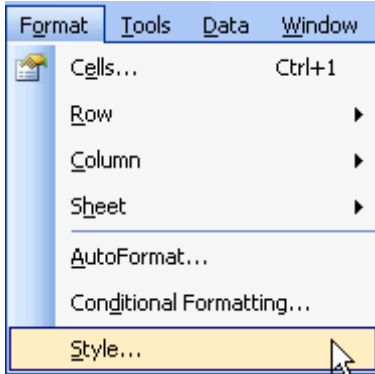 Format Tools Data Window
Cells... Ctrl+1
Row
Column
Sheet
AutoFormat...
Conditional Formatting...
Style...